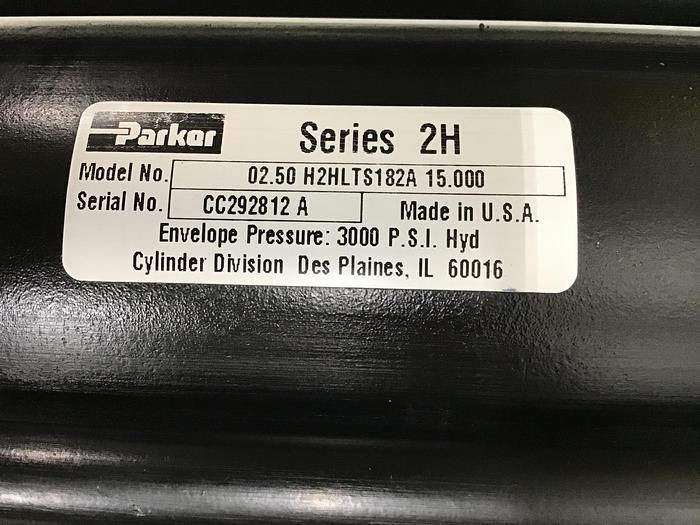 Parker Series 2H
Model No. 02.50 H2HLTS182A 15.000
Serial No. CC292812 A Made in U.S.A.
Envelope Pressure: 3000 P.S.I. Hyd
Cylinder Division Des Plaines, IL 60016